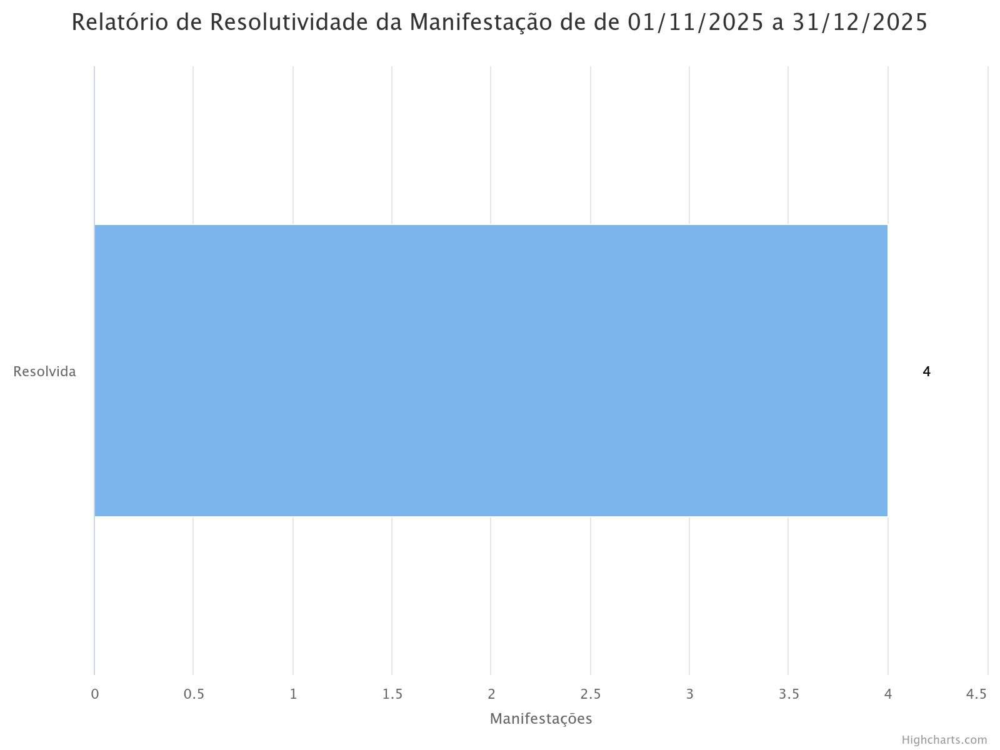 Relatório de Resolutividade da Manifestação de de 01/11/2025 a 31/12/2025
Resolvida
4
0
0.5
1
1.5
2
2.5
3
3.5
4
4.5
Manifestações
Highcharts.com